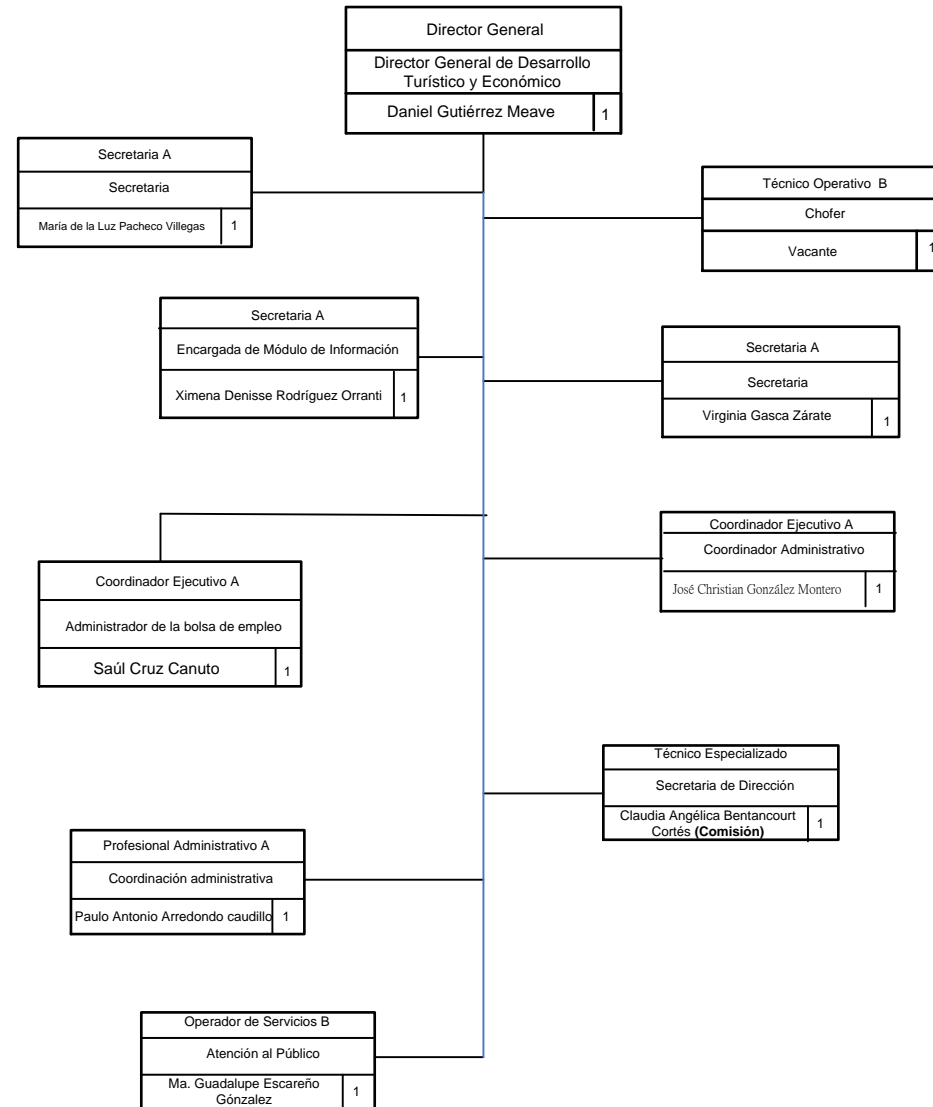 Director General
Director General de Desarrollo
Turístico y Económico
Daniel Gutiérrez Meave
1
Secretaria A
Secretaria
María de la Luz Pacheco Villegas
1
Técnico Operativo B
Chofer
Vacante
1
Secretaria A
Encargada de Módulo de Información
Ximena Denisse Rodríguez Orranti
1
Secretaria A
Secretaria
Virginia Gasca Zárate
1
Coordinador Ejecutivo A
Coordinador Administrativo
José Christian González Montero
1
Coordinador Ejecutivo A
Administrador de la bolsa de empleo
Saúl Cruz Canuto
1
Técnico Especializado
Secretaria de Dirección
Claudia Angélica Bentancourt
Cortés (Comisión)
1
Profesional Administrativo A
Coordinación administrativa
Paulo Antonio Arredondo caudillo
1
Operador de Servicios B
Atención al Público
Ma. Guadalupe Escareño
Gónzalez
1